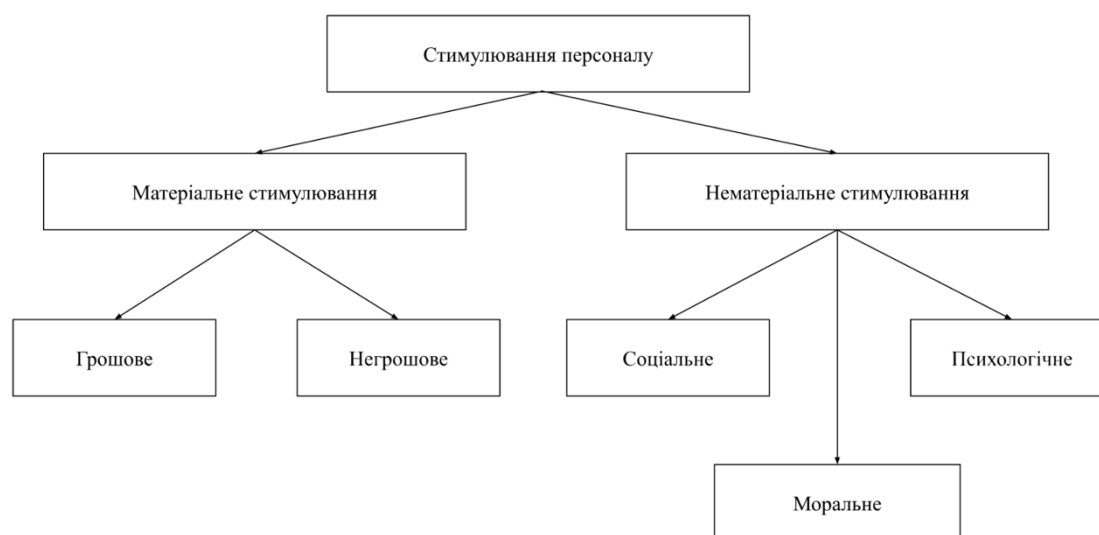 Стимулювання персоналу
Матеріальне стимулювання
Нематеріальне стимулювання
Грошове
Негрошове
Соціальне
Психологічне
Моральне